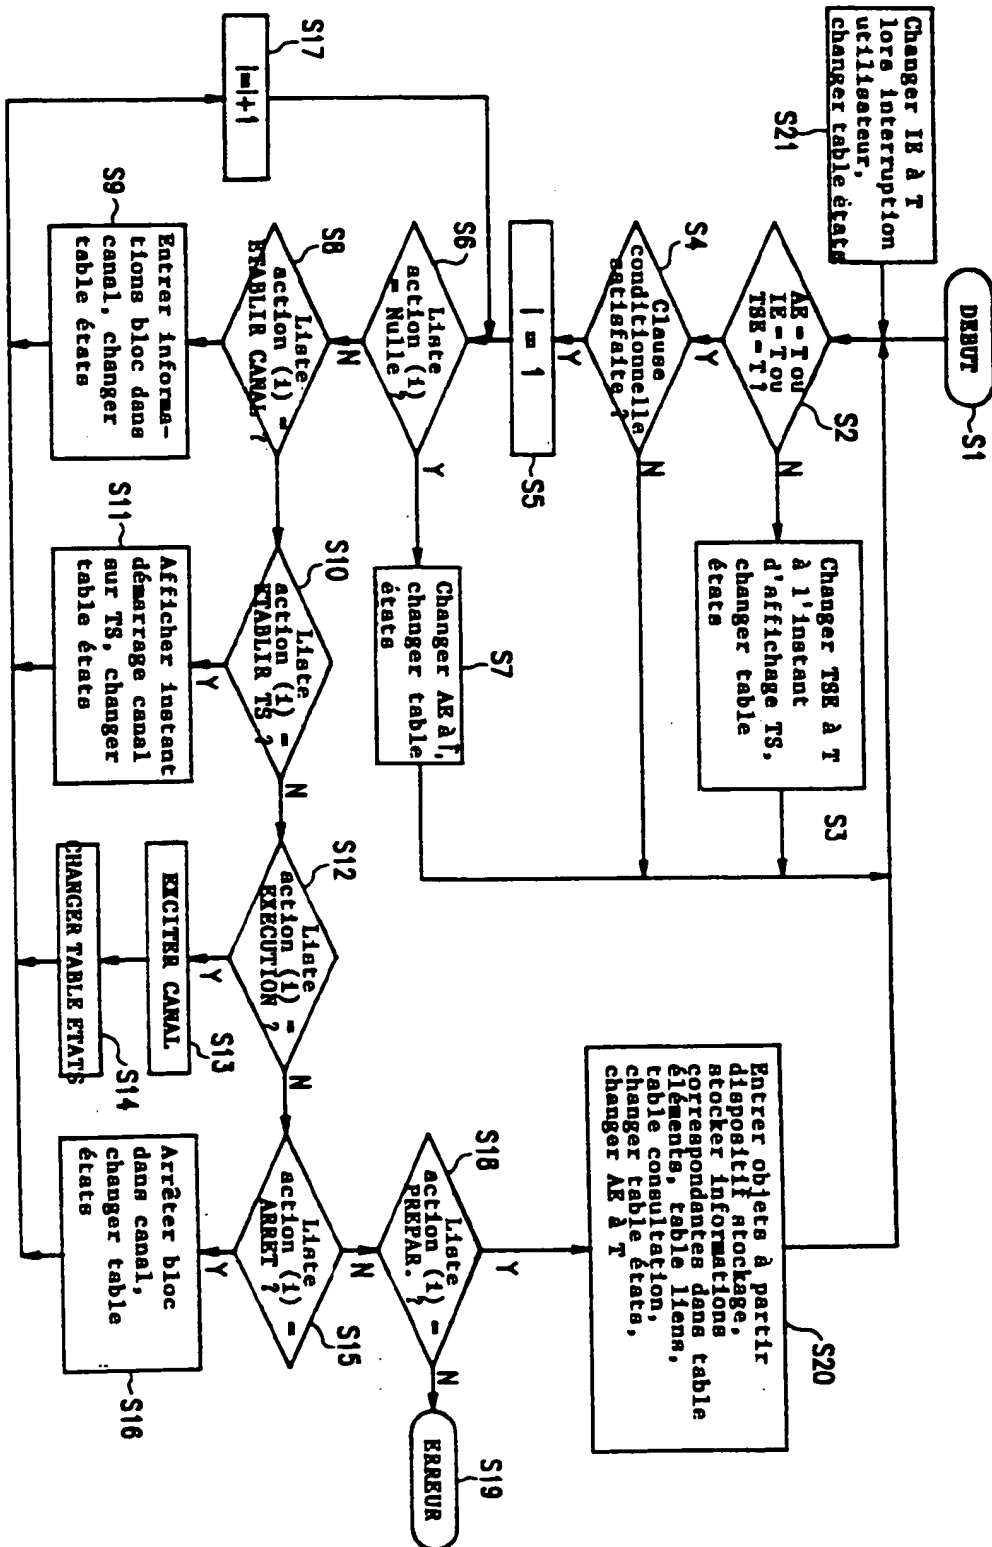 DEBUT
S1
Changer IE à T
lors interruption
utilisateur,
changer table états
S21
AE = T ou
IE = T ou
TSE = T ?
S2
Y
N
Changer TSE à T
à l'instant
d'affichage TS,
changer table
états
S3
Clause
conditionnelle
satisfaite ?
S4
Y
N
I = 1
S5
Liste
action (i)
= Nulle ?
S6
N
Y
Changer AE à T,
changer table
états
S7
I=I+1
S17
Liste
action (i) =
ETABLIR CANAL ?
S8
Entrer informa-
tions bloc dans
canal, changer
table états
S9
Liste
action (i) =
ETABLIR TS ?
S10
Y
N
Afficher instant
démarrage canal
sur TS, changer
table états
S11
Liste
action (i) =
EXECUTION ?
S12
Y
N
EXCITER CANAL
S13
CHANGER TABLE ETATS
S14
Liste
action (i) =
ARRET ?
S15
Y
N
Arrêter bloc
dans canal,
changer table
états
S16
Liste
action (i) =
PREPAR. ?
S18
Y
N
ERREUR
S19
Entrer objets à partir
dispositif stockage,
stocker informations
correspondantes dans table
éléments, table liens,
table consultation,
changer table états,
changer AE à T
S20